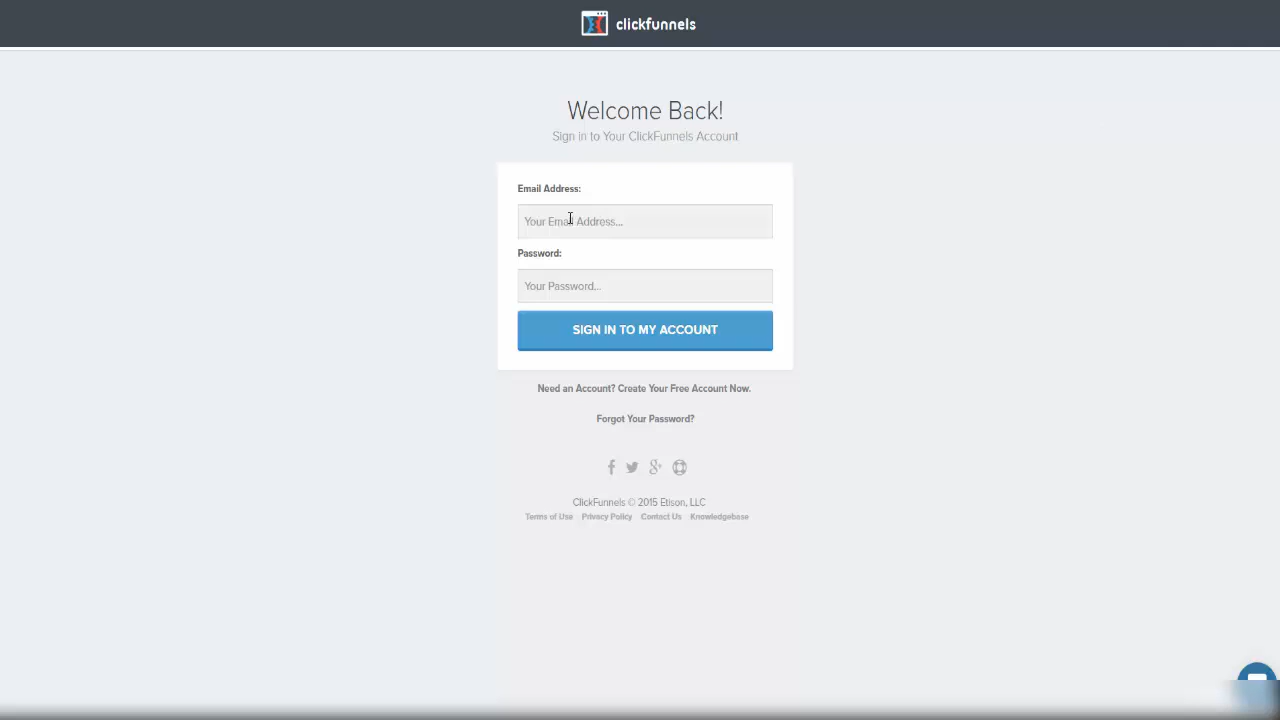 clickfunnels
Welcome Back!
Sign in to Your ClickFunnels Account
Email Address:
Your Email Address...
Password:
Your Password...
SIGN IN TO MY ACCOUNT
Need an Account? Create Your Free Account Now.
Forgot Your Password?
ClickFunnels © 2015 Etison, LLC
Terms of Use Privacy Policy Contact Us Knowledgebase